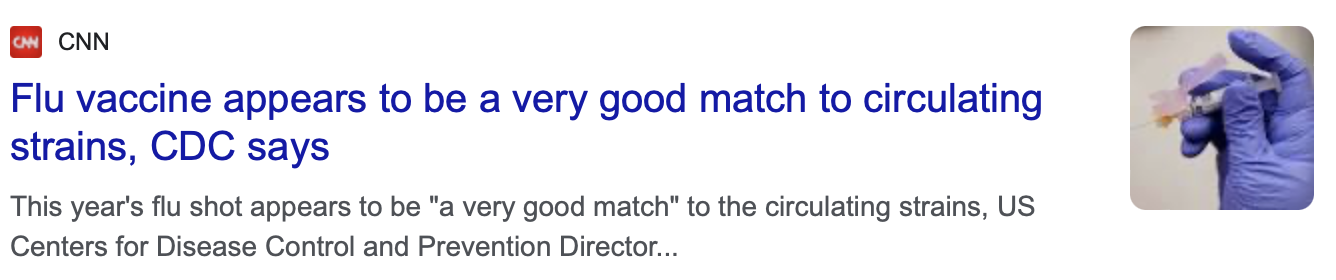 CNN CNN
Flu vaccine appears to be a very good match to circulating
strains, CDC says
This year's flu shot appears to be "a very good match" to the circulating strains, US
Centers for Disease Control and Prevention Director...